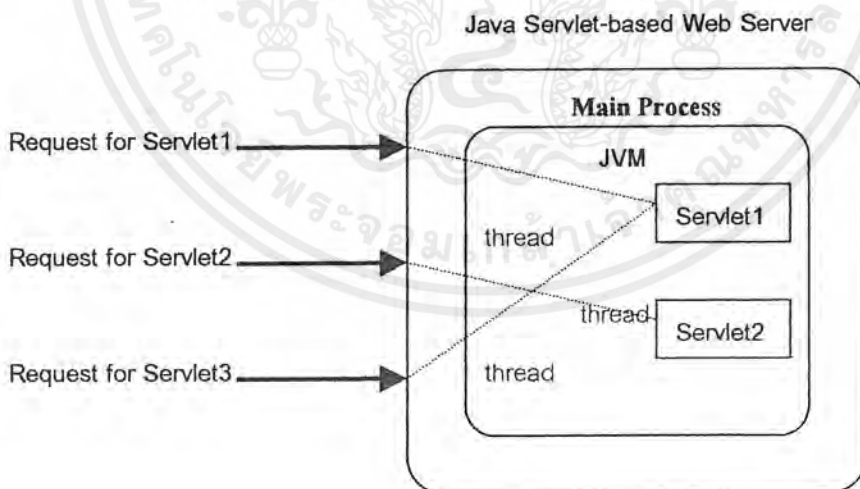 Java Servlet-based Web Server
Main Process
JVM
Request for Servlet1
Servlet1
thread
Request for Servlet2
thread
Servlet2
Request for Servlet3
thread